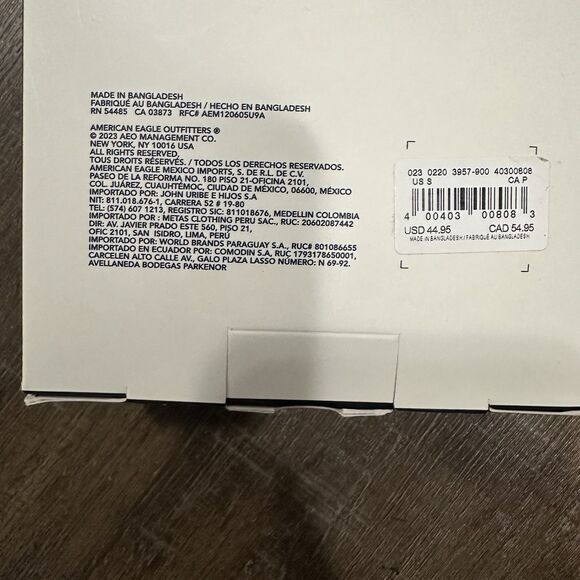 MADE IN BANGLADESH
FABRIQUÉ AU BANGLADESH / HECHO EN BANGLADESH
RN 54485 CA 03873 RFC# AEM120605U9A
AMERICAN EAGLE OUTFITTERS ®
© 2023 AEO MANAGEMENT CO.
NEW YORK, NY 10016 USA
ALL RIGHTS RESERVED,
TOUS DROITS RÉSERVÉS. / TODOS LOS DERECHOS RESERVADOS.
AMERICAN EAGLE MEXICO IMPORTS, S. DE R.L. DE C.V.
PASEO DE LA REFORMA NO. 180 PISO 21-OFICINA 2101,
COL. JUÁREZ, CUAUHTÉMOC, CIUDAD DE MÉXICO, 06600, MÉXICO
IMPORTADO POR: JOHN URIBE E HIJOS S.A
NIT: 811.018.676-1, CARRERA 52 # 19-80
TEL: (574) 607 1213, REGISTRO SIC: 811018676, MEDELLIN COLOMBIA
IMPORTADO POR : METAS CLOTHING PERU SAC., RUC: 20602087442
DIR: AV. JAVIER PRADO ESTE 560, PISO 21,
OFIC 2101, SAN ISIDRO, LIMA, PERÚ
IMPORTADO POR: WORLD BRANDS PARAGUAY S.A., RUC# 801086655
IMPORTADO EN ECUADOR POR: COMODIN S.A, RUC 1793178650001,
CARCELEN ALTO CALLE AV., GALO PLAZA LASSO NÚMERO: N 69-92.
AVELLANEDA BODEGAS PARKENOR
023 0220 3957-900 40300808
US S CA P
4 00403 00808 3
USD 44.95 CAD 54.95
MADE IN BANGLADESH / FABRIQUÉ AU BANGLADESH